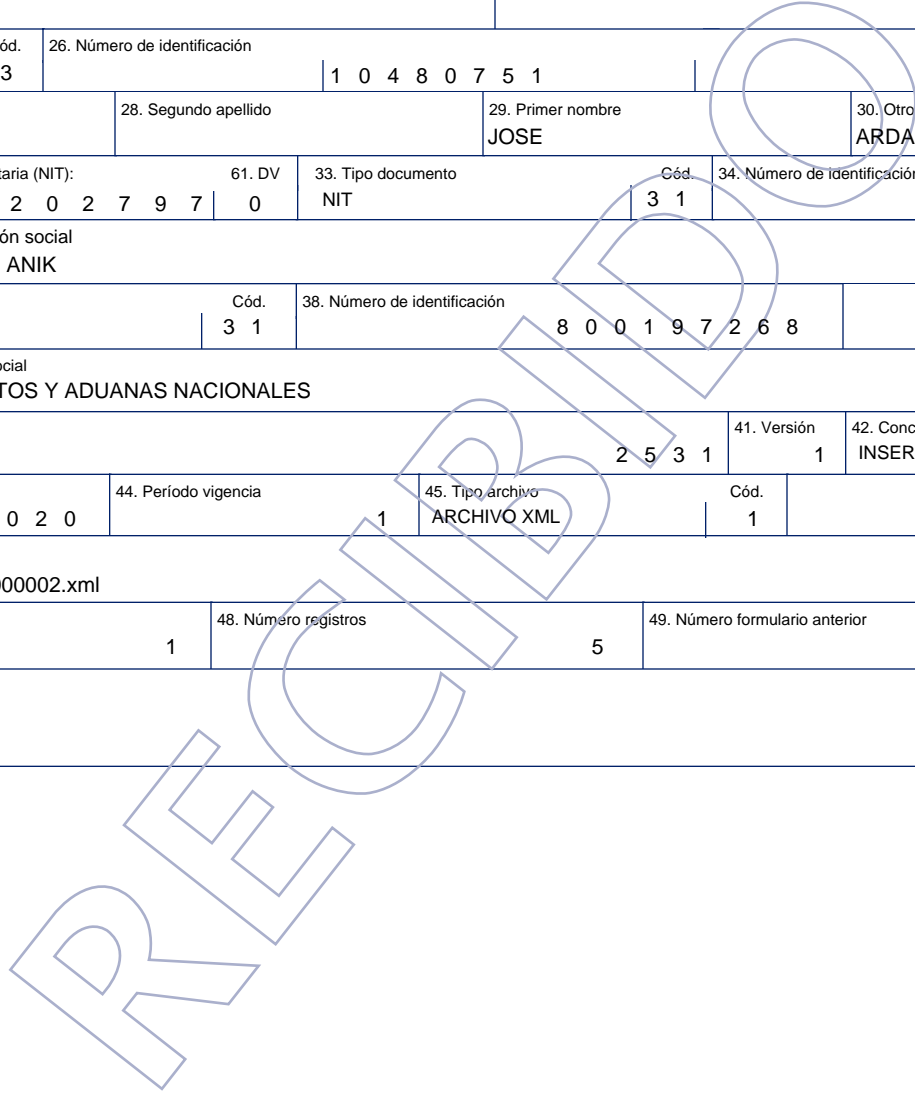 ód. 26. Número de identificación
3 1 0 4 8 0 7 5 1
28. Segundo apellido 29. Primer nombre 30. Otro
JOSE ARDA
taria (NIT): 61. DV 33. Tipo documento Cód. 34. Número de identificación
2 0 2 7 9 7 0 NIT 3 1
ón social
ANIK
Cód. 38. Número de identificación
3 1 8 0 0 1 9 7 2 6 8
ocial
TOS Y ADUANAS NACIONALES
41. Versión 42. Conc
2 5 3 1 1 INSER
44. Período vigencia 45. Tipo archivo Cód.
0 2 0 1 ARCHIVO XML 1
000002.xml
48. Número registros 49. Número formulario anterior
1 5
RECIBIDO